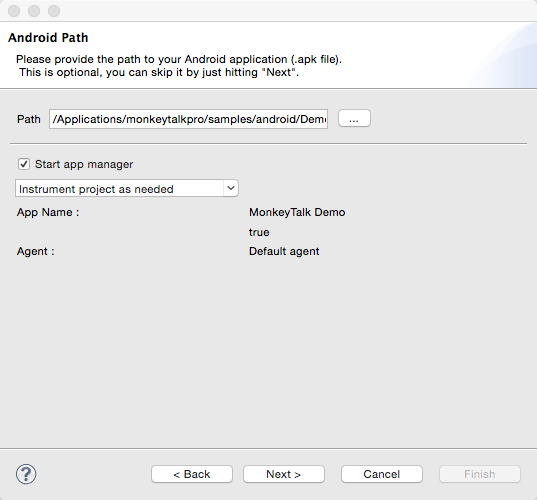 Android Path
Please provide the path to your Android application (.apk file).
This is optional, you can skip it by just hitting "Next".
Path /Applications/monkeytalkpro/samples/android/Dem ...
Start app manager
Instrument project as needed
App Name : MonkeyTalk Demo
true
Agent : Default agent
? < Back Next > Cancel Finish